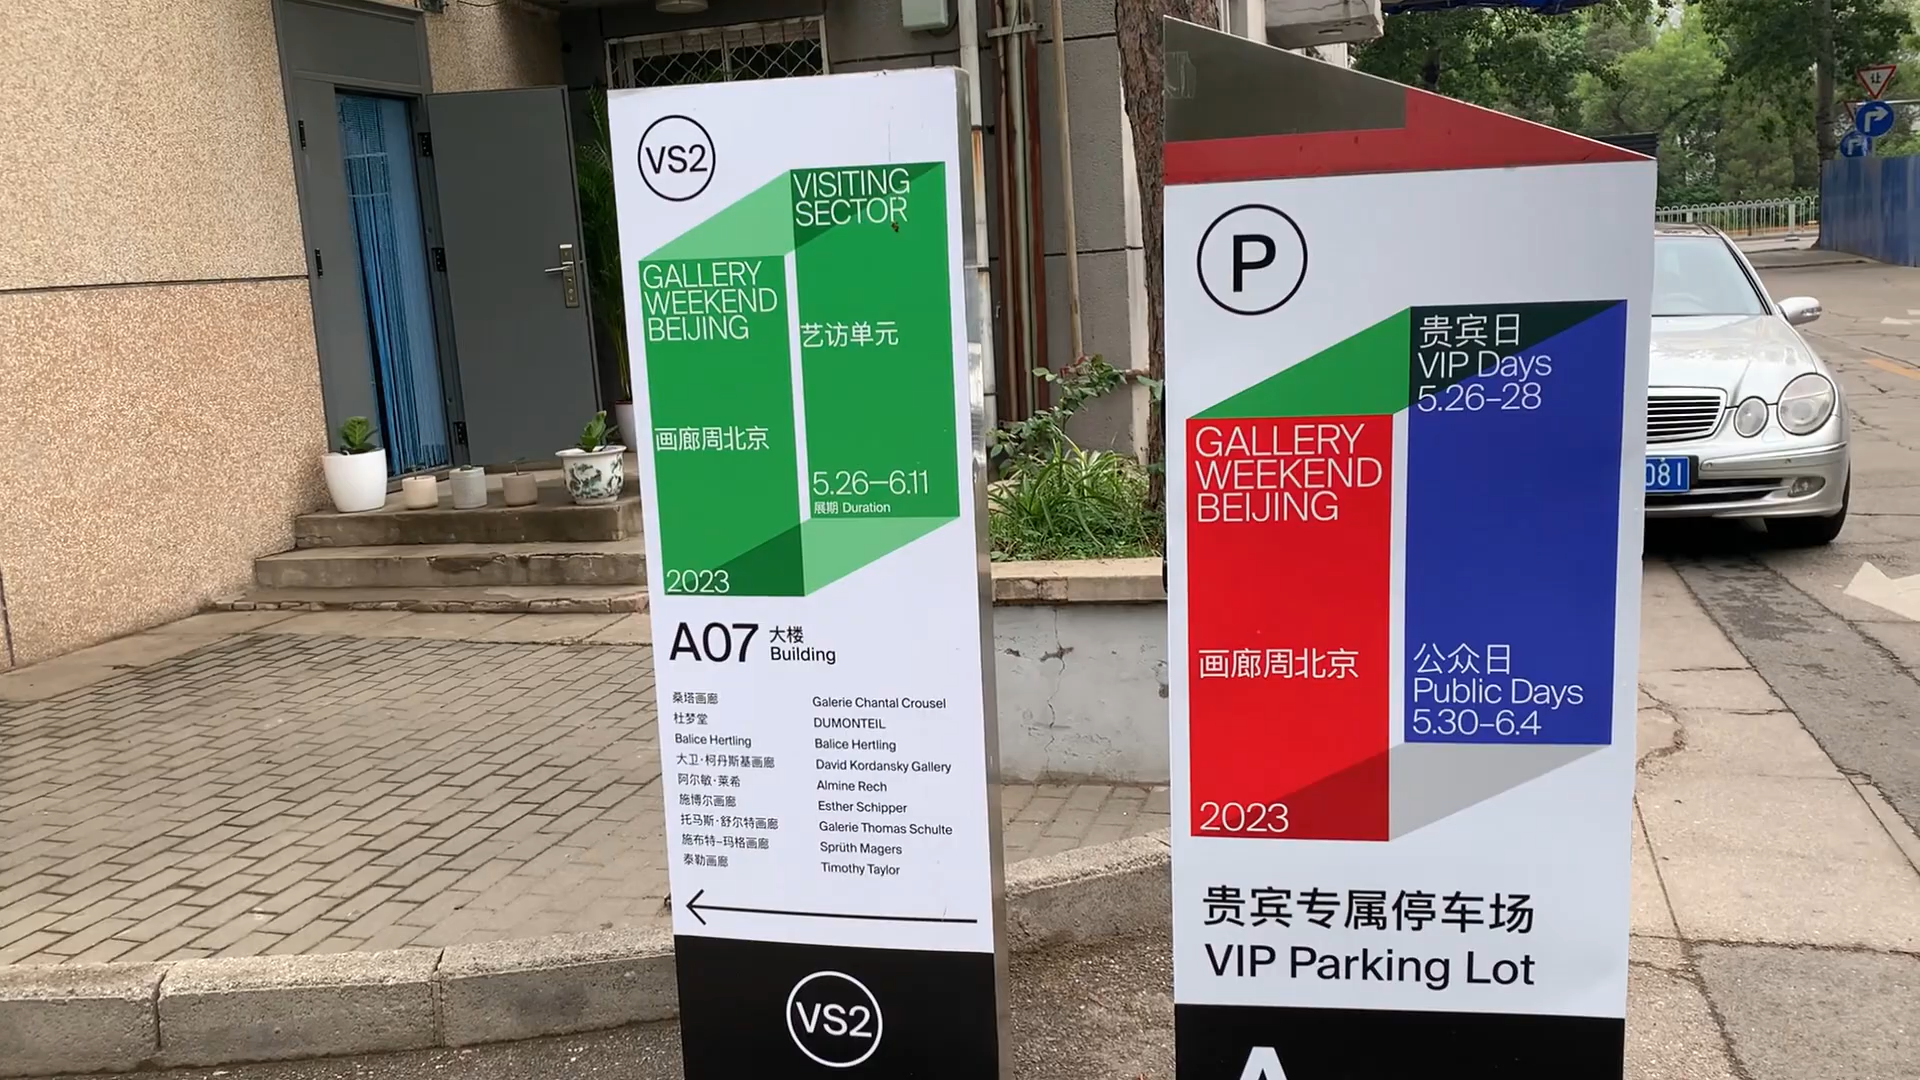 VS2
VISITING
SECTOR
GALLERY
WEEKEND
BEIJING
艺访单元
画廊周北京
5.26—6.11
展期 Duration
2023
A07 大楼
Building
桑塔画廊 Galerie Chantal Crousel
杜梦堂 DUMONTEIL
Balice Hertling Balice Hertling
大卫·柯丹斯基画廊 David Kordansky Gallery
阿尔敏·莱希 Almine Rech
施博尔画廊 Esther Schipper
托马斯·舒尔特画廊 Galerie Thomas Schulte
施布特–玛格画廊 Sprüth Magers
泰勒画廊 Timothy Taylor
VS2
P
贵宾日
VIP Days
5.26–28
GALLERY
WEEKEND
BEIJING
画廊周北京
公众日
Public Days
5.30–6.4
2023
贵宾专属停车场
VIP Parking Lot
让
081